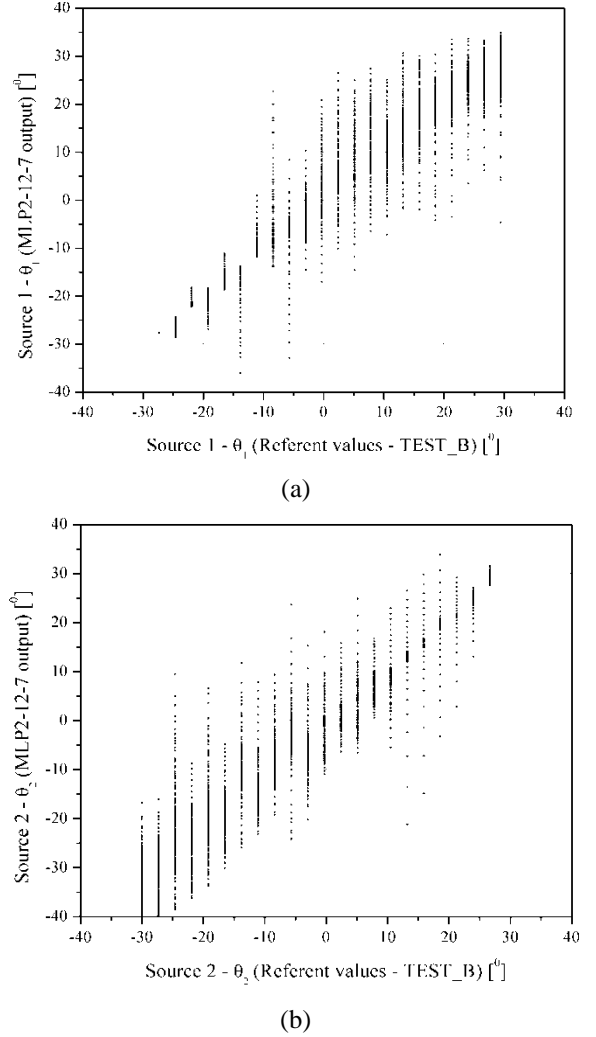 40
30
20
10
0
-10
-20
-30
-40
Source 1 - θ₁ (MLP2-12-7 output) [⁰]
-40 -30 -20 -10 0 10 20 30 40
Source 1 - θ₁ (Referent values - TEST_B) [⁰]
(a)
40
30
20
10
0
-10
-20
-30
-40
Source 2 - θ₂ (MLP2-12-7 output) [⁰]
-40 -30 -20 -10 0 10 20 30 40
Source 2 - θ₂ (Referent values - TEST_B) [⁰]
(b)